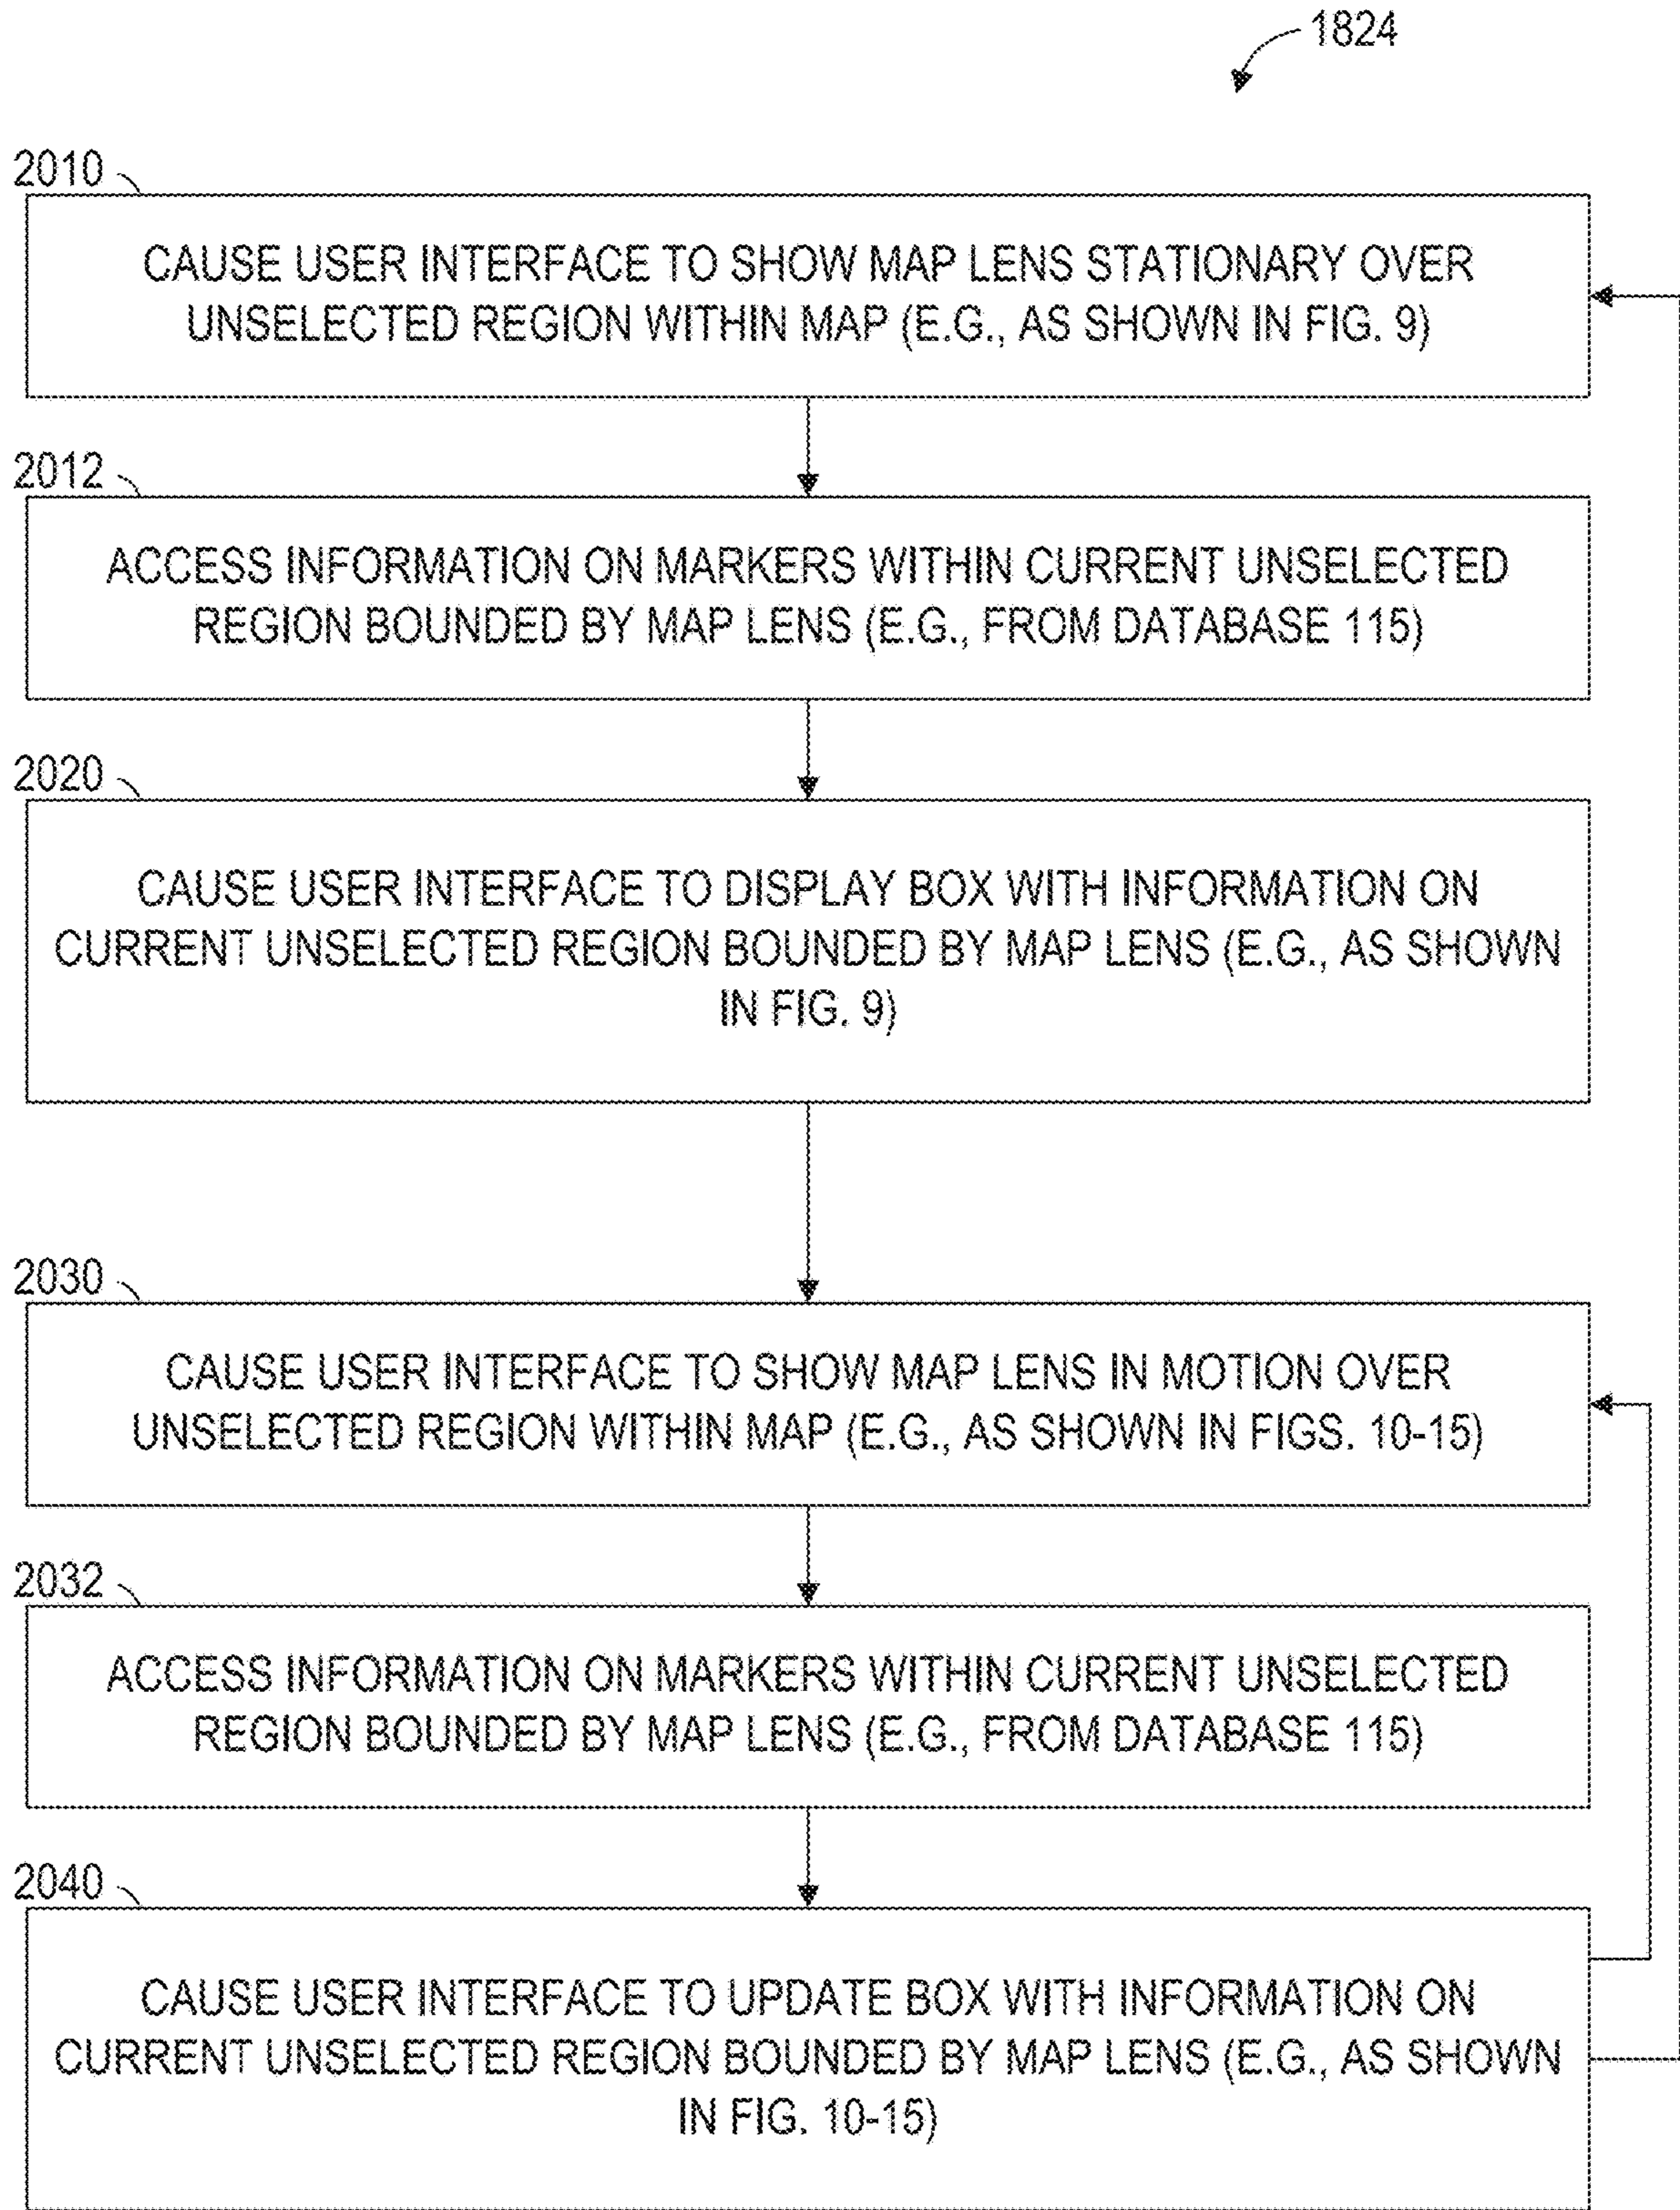 1824
2010
CAUSE USER INTERFACE TO SHOW MAP LENS STATIONARY OVER
UNSELECTED REGION WITHIN MAP (E.G., AS SHOWN IN FIG. 9)
2012
ACCESS INFORMATION ON MARKERS WITHIN CURRENT UNSELECTED
REGION BOUNDED BY MAP LENS (E.G., FROM DATABASE 115)
2020
CAUSE USER INTERFACE TO DISPLAY BOX WITH INFORMATION ON
CURRENT UNSELECTED REGION BOUNDED BY MAP LENS (E.G., AS SHOWN
IN FIG. 9)
2030
CAUSE USER INTERFACE TO SHOW MAP LENS IN MOTION OVER
UNSELECTED REGION WITHIN MAP (E.G., AS SHOWN IN FIGS. 10-15)
2032
ACCESS INFORMATION ON MARKERS WITHIN CURRENT UNSELECTED
REGION BOUNDED BY MAP LENS (E.G., FROM DATABASE 115)
2040
CAUSE USER INTERFACE TO UPDATE BOX WITH INFORMATION ON
CURRENT UNSELECTED REGION BOUNDED BY MAP LENS (E.G., AS SHOWN
IN FIG. 10-15)